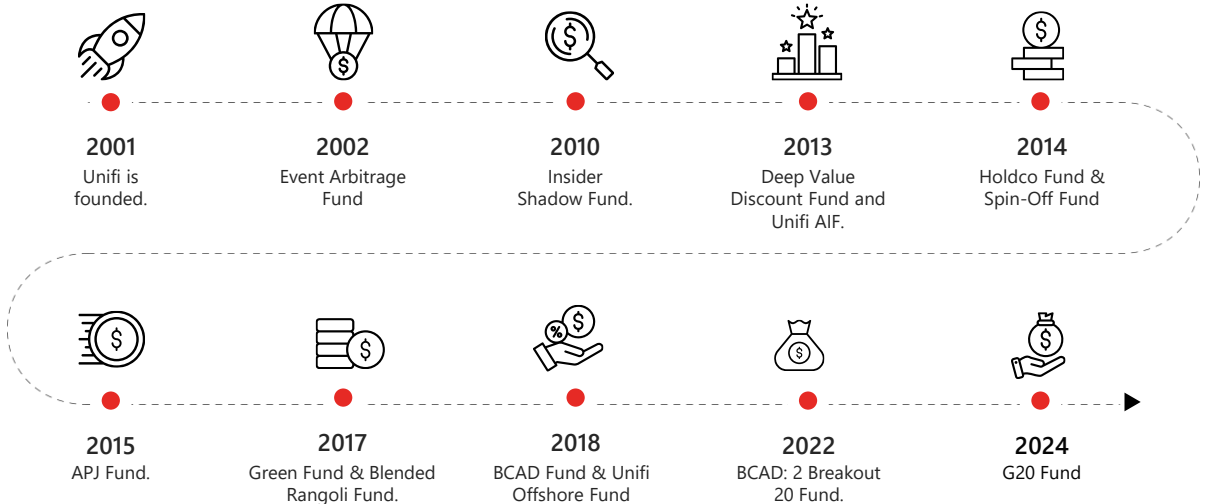 2001
Unifi is
founded.
2002
Event Arbitrage
Fund
2010
Insider
Shadow Fund.
2013
Deep Value
Discount Fund and
Unifi AIF.
2014
Holdco Fund &
Spin-Off Fund
2015
APJ Fund.
2017
Green Fund & Blended
Rangoli Fund.
2018
BCAD Fund & Unifi
Offshore Fund
2022
BCAD: 2 Breakout
20 Fund.
2024
G20 Fund